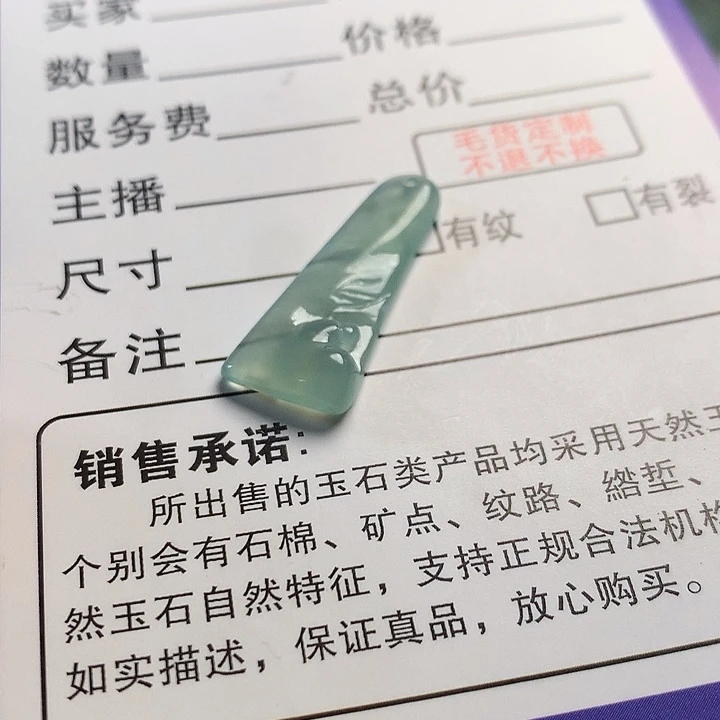 买家
价格
数量
总价
服务费
毛货定制
不退不换
主播
有纹
有裂
尺寸
备注
销售承诺:
所出售的玉石类产品均采用天然玉
个别会有石棉、矿点、纹路、绺堑、
然玉石自然特征，支持正规合法机构
如实描述，保证真品，放心购买。